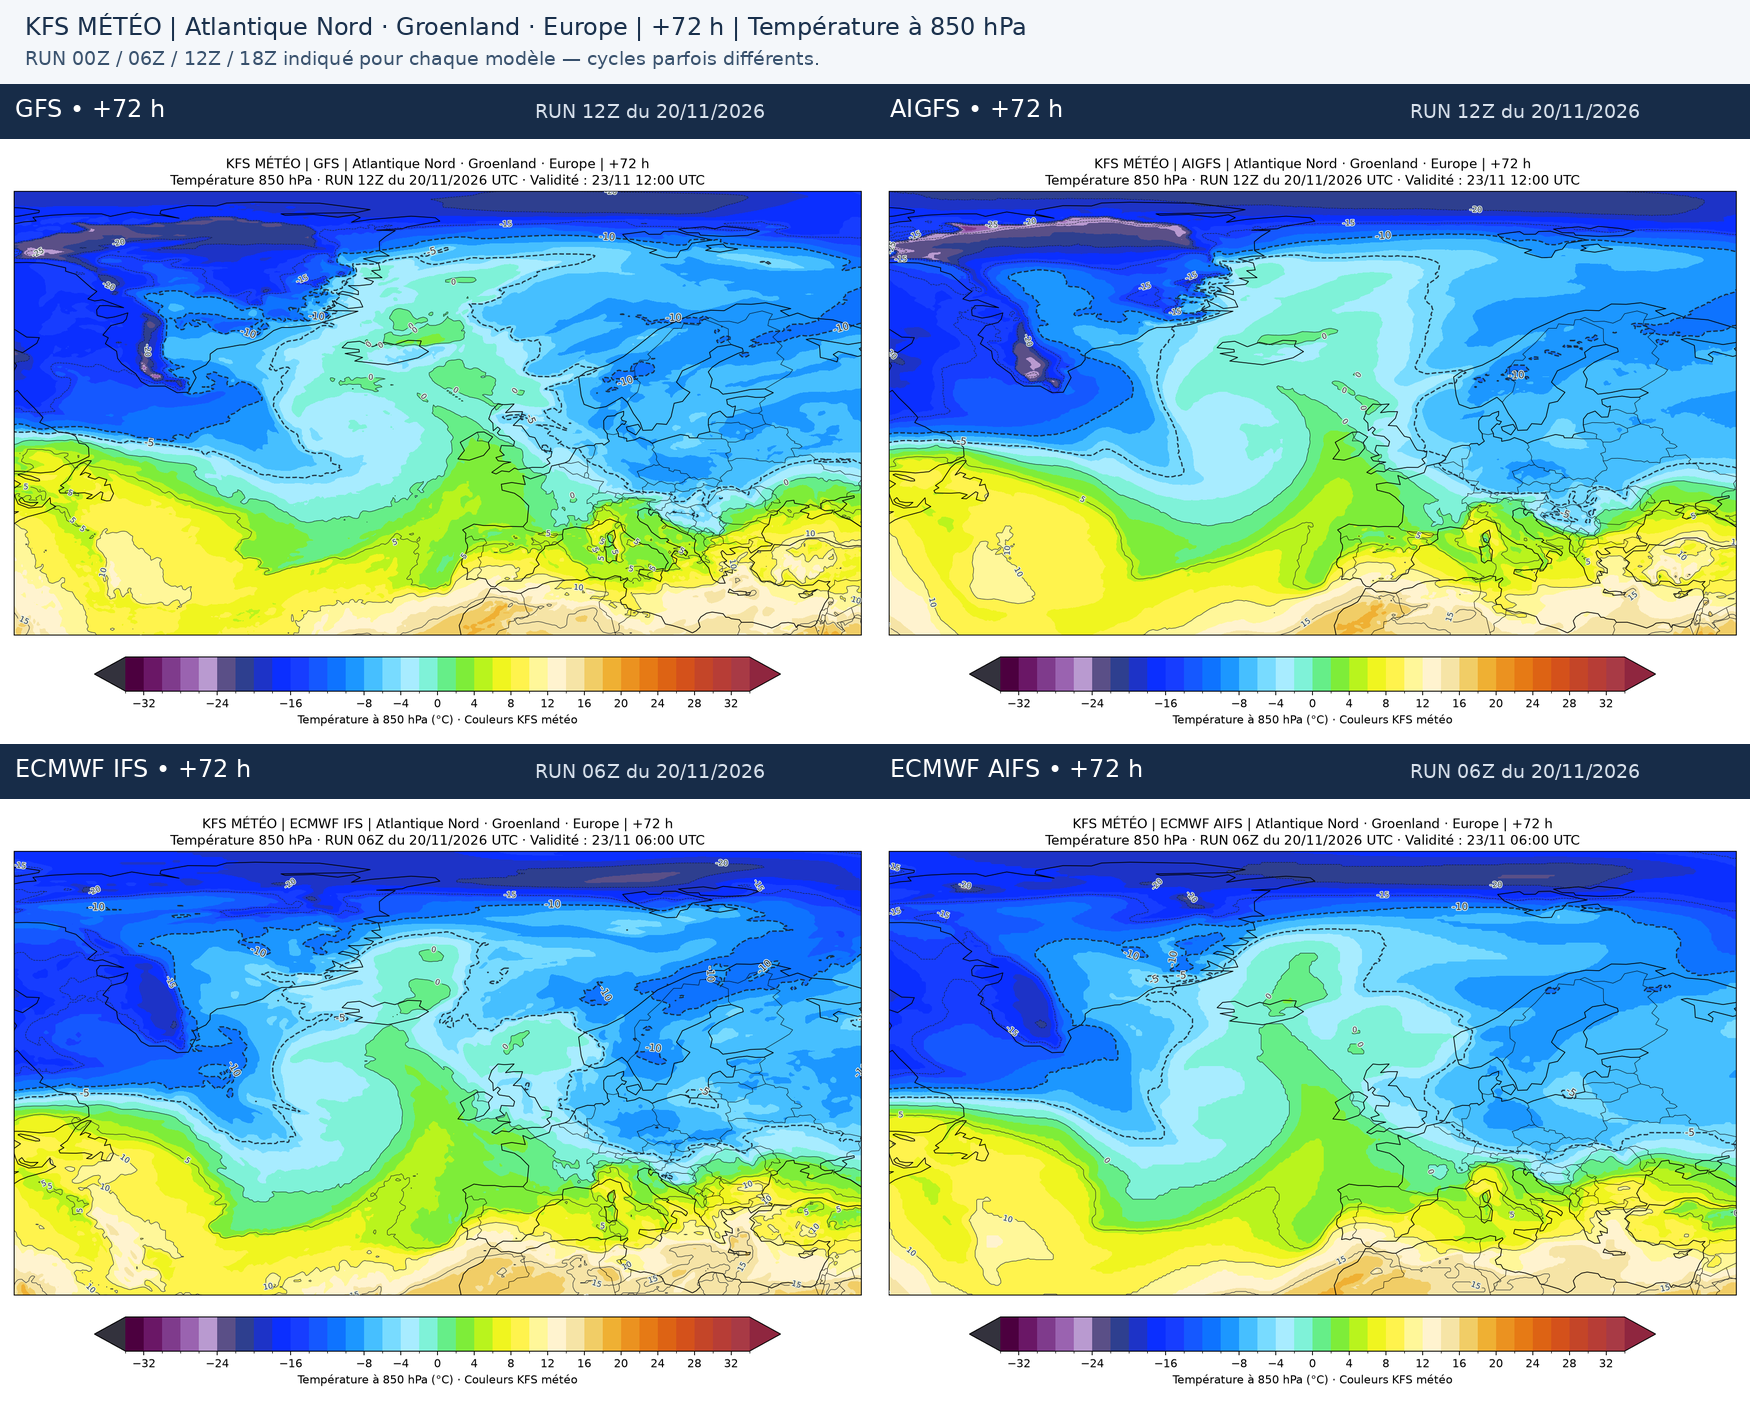 KFS MÉTÉO | Atlantique Nord · Groenland · Europe | +72 h | Température à 850 hPa
RUN 00Z / 06Z / 12Z / 18Z indiqué pour chaque modèle — cycles parfois différents.
GFS • +72 h
RUN 12Z du 20/11/2026
AIGFS • +72 h
RUN 12Z du 20/11/2026
KFS MÉTÉO | GFS | Atlantique Nord · Groenland · Europe | +72 h
Température 850 hPa · RUN 12Z du 20/11/2026 UTC · Validité : 23/11 12:00 UTC
KFS MÉTÉO | AIGFS | Atlantique Nord · Groenland · Europe | +72 h
Température 850 hPa · RUN 12Z du 20/11/2026 UTC · Validité : 23/11 12:00 UTC
−32 −24 −16 −8 −4 0 4 8 12 16 20 24 28 32
Température à 850 hPa (°C) · Couleurs KFS météo
−32 −24 −16 −8 −4 0 4 8 12 16 20 24 28 32
Température à 850 hPa (°C) · Couleurs KFS météo
ECMWF IFS • +72 h
RUN 06Z du 20/11/2026
ECMWF AIFS • +72 h
RUN 06Z du 20/11/2026
KFS MÉTÉO | ECMWF IFS | Atlantique Nord · Groenland · Europe | +72 h
Température 850 hPa · RUN 06Z du 20/11/2026 UTC · Validité : 23/11 06:00 UTC
KFS MÉTÉO | ECMWF AIFS | Atlantique Nord · Groenland · Europe | +72 h
Température 850 hPa · RUN 06Z du 20/11/2026 UTC · Validité : 23/11 06:00 UTC
−32 −24 −16 −8 −4 0 4 8 12 16 20 24 28 32
Température à 850 hPa (°C) · Couleurs KFS météo
−32 −24 −16 −8 −4 0 4 8 12 16 20 24 28 32
Température à 850 hPa (°C) · Couleurs KFS météo